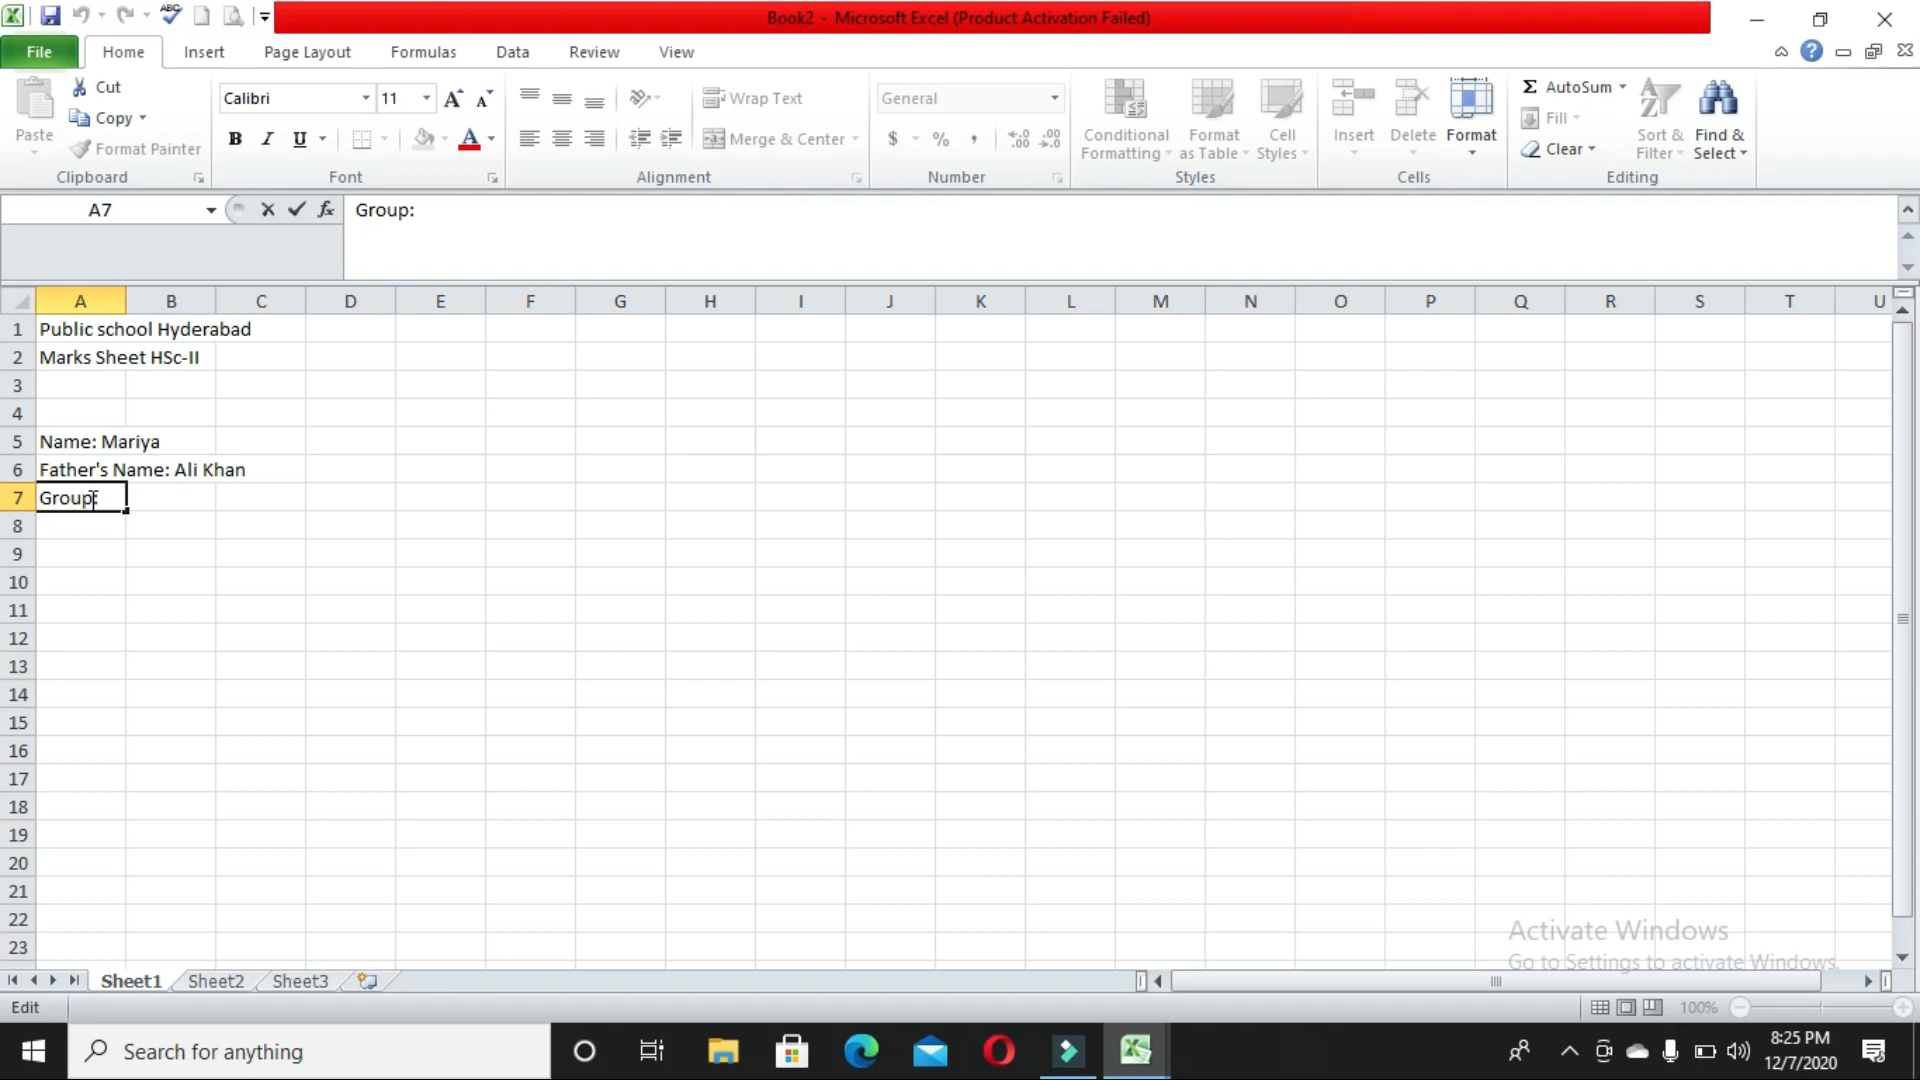 ABC
Book2 - Microsoft Excel (Product Activation Failed)
File Home Insert Page Layout Formulas Data Review View
Paste
Cut
Copy
Format Painter
Clipboard
Calibri 11 A A
B I U A
Font
Wrap Text
Merge & Center
Alignment
General
$ % ,
Number
Conditional Formatting
Format as Table
Cell Styles
Styles
Insert Delete Format
Cells
Σ AutoSum
Fill
Clear
Sort & Filter
Find & Select
Editing
A7 fx Group:
A B C D E F G H I J K L M N O P Q R S T U
1 Public school Hyderabad
2 Marks Sheet HSc-II
3
4
5 Name: Mariya
6 Father's Name: Ali Khan
7 Group:
8
9
10
11
12
13
14
15
16
17
18
19
20
21
22
23
Activate Windows
Go to Settings to activate Windows.
Sheet1 Sheet2 Sheet3
Edit 100%
Search for anything
8:25 PM
12/7/2020